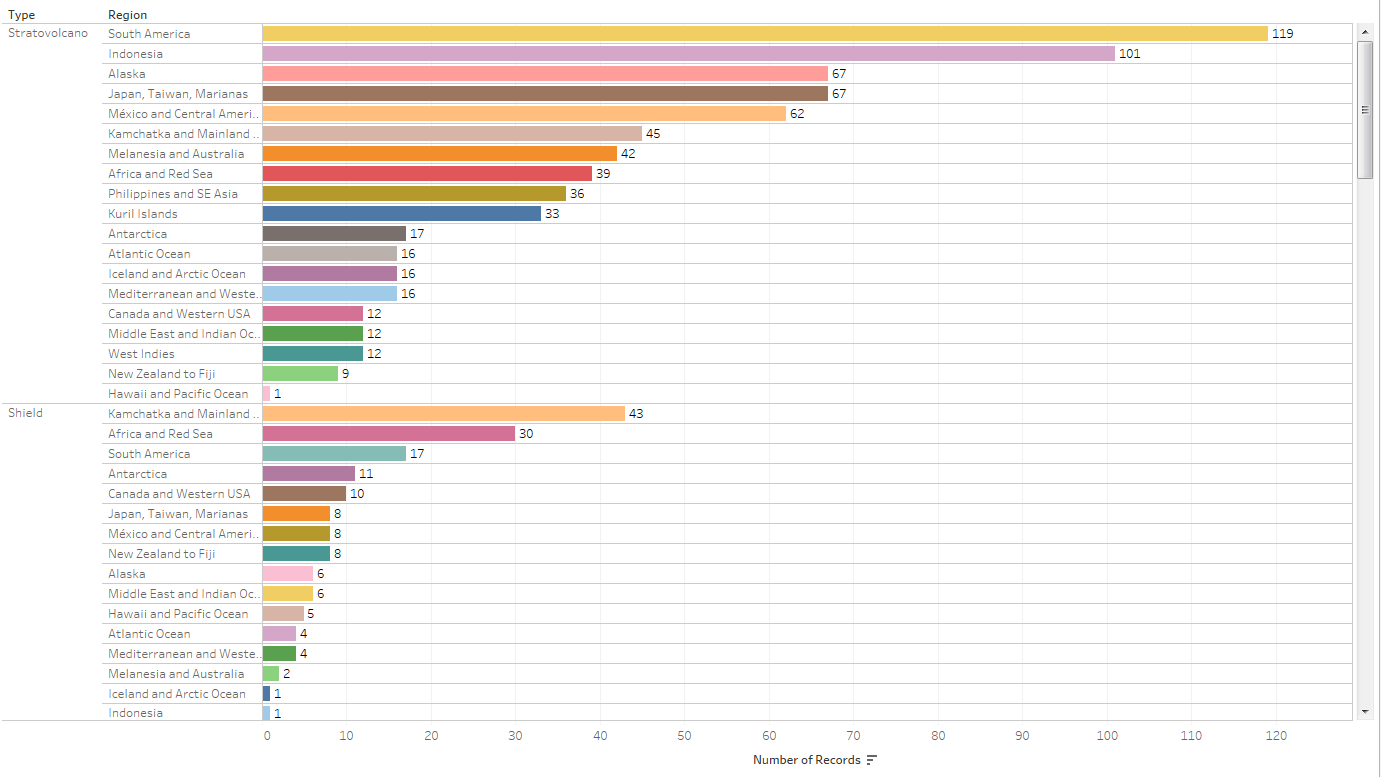 Type Region
Stratovolcano South America 119
Indonesia 101
Alaska 67
Japan, Taiwan, Marianas 67
México and Central Ameri.. 62
Kamchatka and Mainland .. 45
Melanesia and Australia 42
Africa and Red Sea 39
Philippines and SE Asia 36
Kuril Islands 33
Antarctica 17
Atlantic Ocean 16
Iceland and Arctic Ocean 16
Mediterranean and Weste.. 16
Canada and Western USA 12
Middle East and Indian Oc.. 12
West Indies 12
New Zealand to Fiji 9
Hawaii and Pacific Ocean 1
Shield Kamchatka and Mainland .. 43
Africa and Red Sea 30
South America 17
Antarctica 11
Canada and Western USA 10
Japan, Taiwan, Marianas 8
México and Central Ameri.. 8
New Zealand to Fiji 8
Alaska 6
Middle East and Indian Oc.. 6
Hawaii and Pacific Ocean 5
Atlantic Ocean 4
Mediterranean and Weste.. 4
Melanesia and Australia 2
Iceland and Arctic Ocean 1
Indonesia 1
0 10 20 30 40 50 60 70 80 90 100 110 120
Number of Records